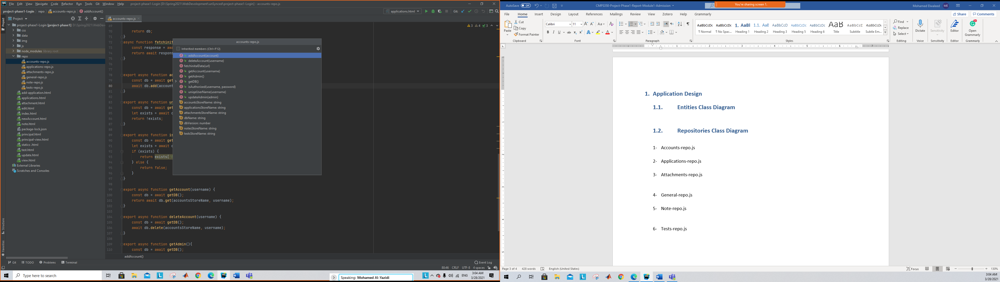 File Edit View Navigate Code Refactor Run Tools Git Window Help project-phase1-Login [D:\Spring2021\WebDevolopment\unSynced\project-phase1-Login] - accounts-repo.js
project-phase1-Login repo accounts-repo.js addAccount() applications.html Git:
Project
accounts-repo.js
project-phase1-Login [project-phase1] D:\Spring2021\WebDev
css
data
img
js
node_modules library root
repo
accounts-repo.js
applications-repo.js
attachments-repo.js
general-repo.js
note-repo.js
tests-repo.js
add-application.html
applications.html
attachment.html
edit.html
index.html
newAccount.html
note.html
package-lock.json
principal.html
principal-view.html
statics .html
test.html
update.html
view.html
External Libraries
Scratches and Consoles
Project
Structure
Favorites
3 4 3
69
70 return db;
71 }
72 async function fetchinit
73 const response = awa
74 return await respons
75 }
76
77
78 export async function ad
79 const db = await get
80 await db.add(account
81 }
82
83 export async function un
84 const db = await get
85 let exists = await d
86 return !exists;
87 }
88
89 export async function is
90 const db = await get
91 let exists = await d
92 if (exists) {
93 return exists['P
94 } else {
95 return false;
96 }
97 }
98
99 export async function getAccount(username) {
100 const db = await getDB();
101 return await db.get(accountsStoreName, username);
102 }
103
104 export async function deleteAccount(username) {
105 const db = await getDB();
106 await db.delete(accountsStoreName, username);
107 }
108
109 export async function getAdmin(){
110 const db = await getDB();
addAccount()
accounts-repo.js
Inherited members (Ctrl+F12)
addAccount(account)
deleteAccount(username)
fetchinitalData(url)
getAccount(username)
getAdmin()
getDB()
isAuthorized(username, password)
uniqeUserName(username)
updateAdmin(admin)
accountsStoreName: string
applicationsStoreName: string
attachmentsStoreName: string
dbName: string
dbVersion: number
notesStoreName: string
testsStoreName: string
Git TODO Problems Terminal Event Log
80:46 CRLF UTF-8 4 spaces
Type here to search
Speaking: Mohamed Al-Yazidi
ENG
3:04 AM
3/28/2021
AutoSave Off CMPS350-Project-Phase1-Report-Module1-Admission You're sharing screen 1. Mohamed Elwaleed ME
File Home Insert Design Layout References Mailings Review View Zotero Help Grammarly Share Comments
Paste Cut Copy Format Painter
Clipboard
Calibri 11
Font
Paragraph
AaBbCcDc AaBbCcDc 1. AaBl 1.1. AaB AaBbCcD AaBbCcDc AaBbCcD AaB AaBbCcD AaBbCcDc
¶ Normal ¶ No Spac... Heading 1 Heading 2 Heading 3 Heading 5 Heading 6 Title Subtitle Subtle Em...
Styles
Find
Replace
Select
Editing
Dictate
Voice
Sensitivity
Sensitivity
Editor
Editor
Open Grammarly
Grammarly
1. Application Design
1.1. Entities Class Diagram
1.2. Repositories Class Diagram
1- Accounts-repo.js
2- Applications-repo.js
3- Attachments-repo.js
4- General-repo.js
5- Note-repo.js
6- Tests-repo.js
Page 3 of 4 428 words English (United States) Focus 130%
3:04 AM
3/28/2021